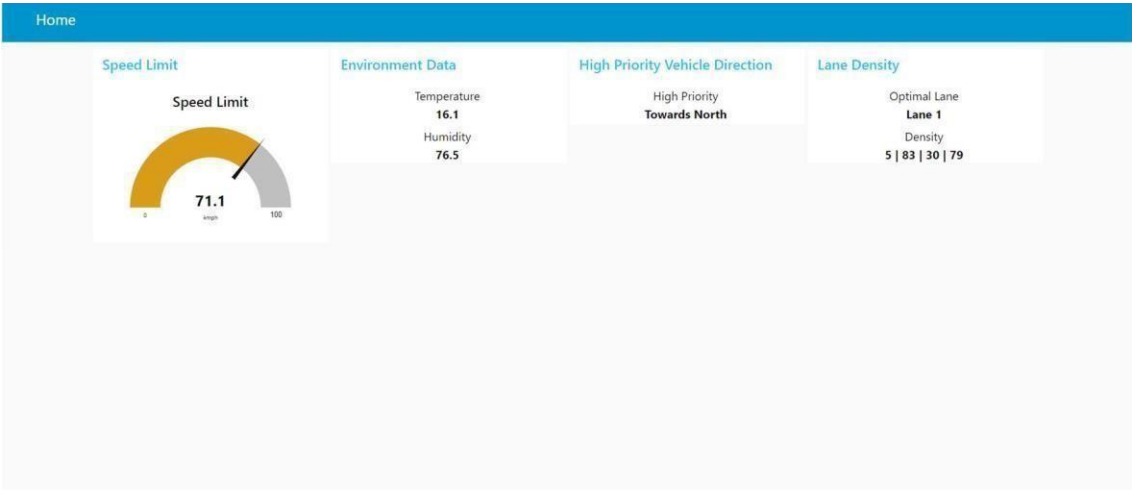 Home
Speed Limit
Speed Limit
71.1
kmph
0
100
Environment Data
Temperature
16.1
Humidity
76.5
High Priority Vehicle Direction
High Priority
Towards North
Lane Density
Optimal Lane
Lane 1
Density
5 | 83 | 30 | 79